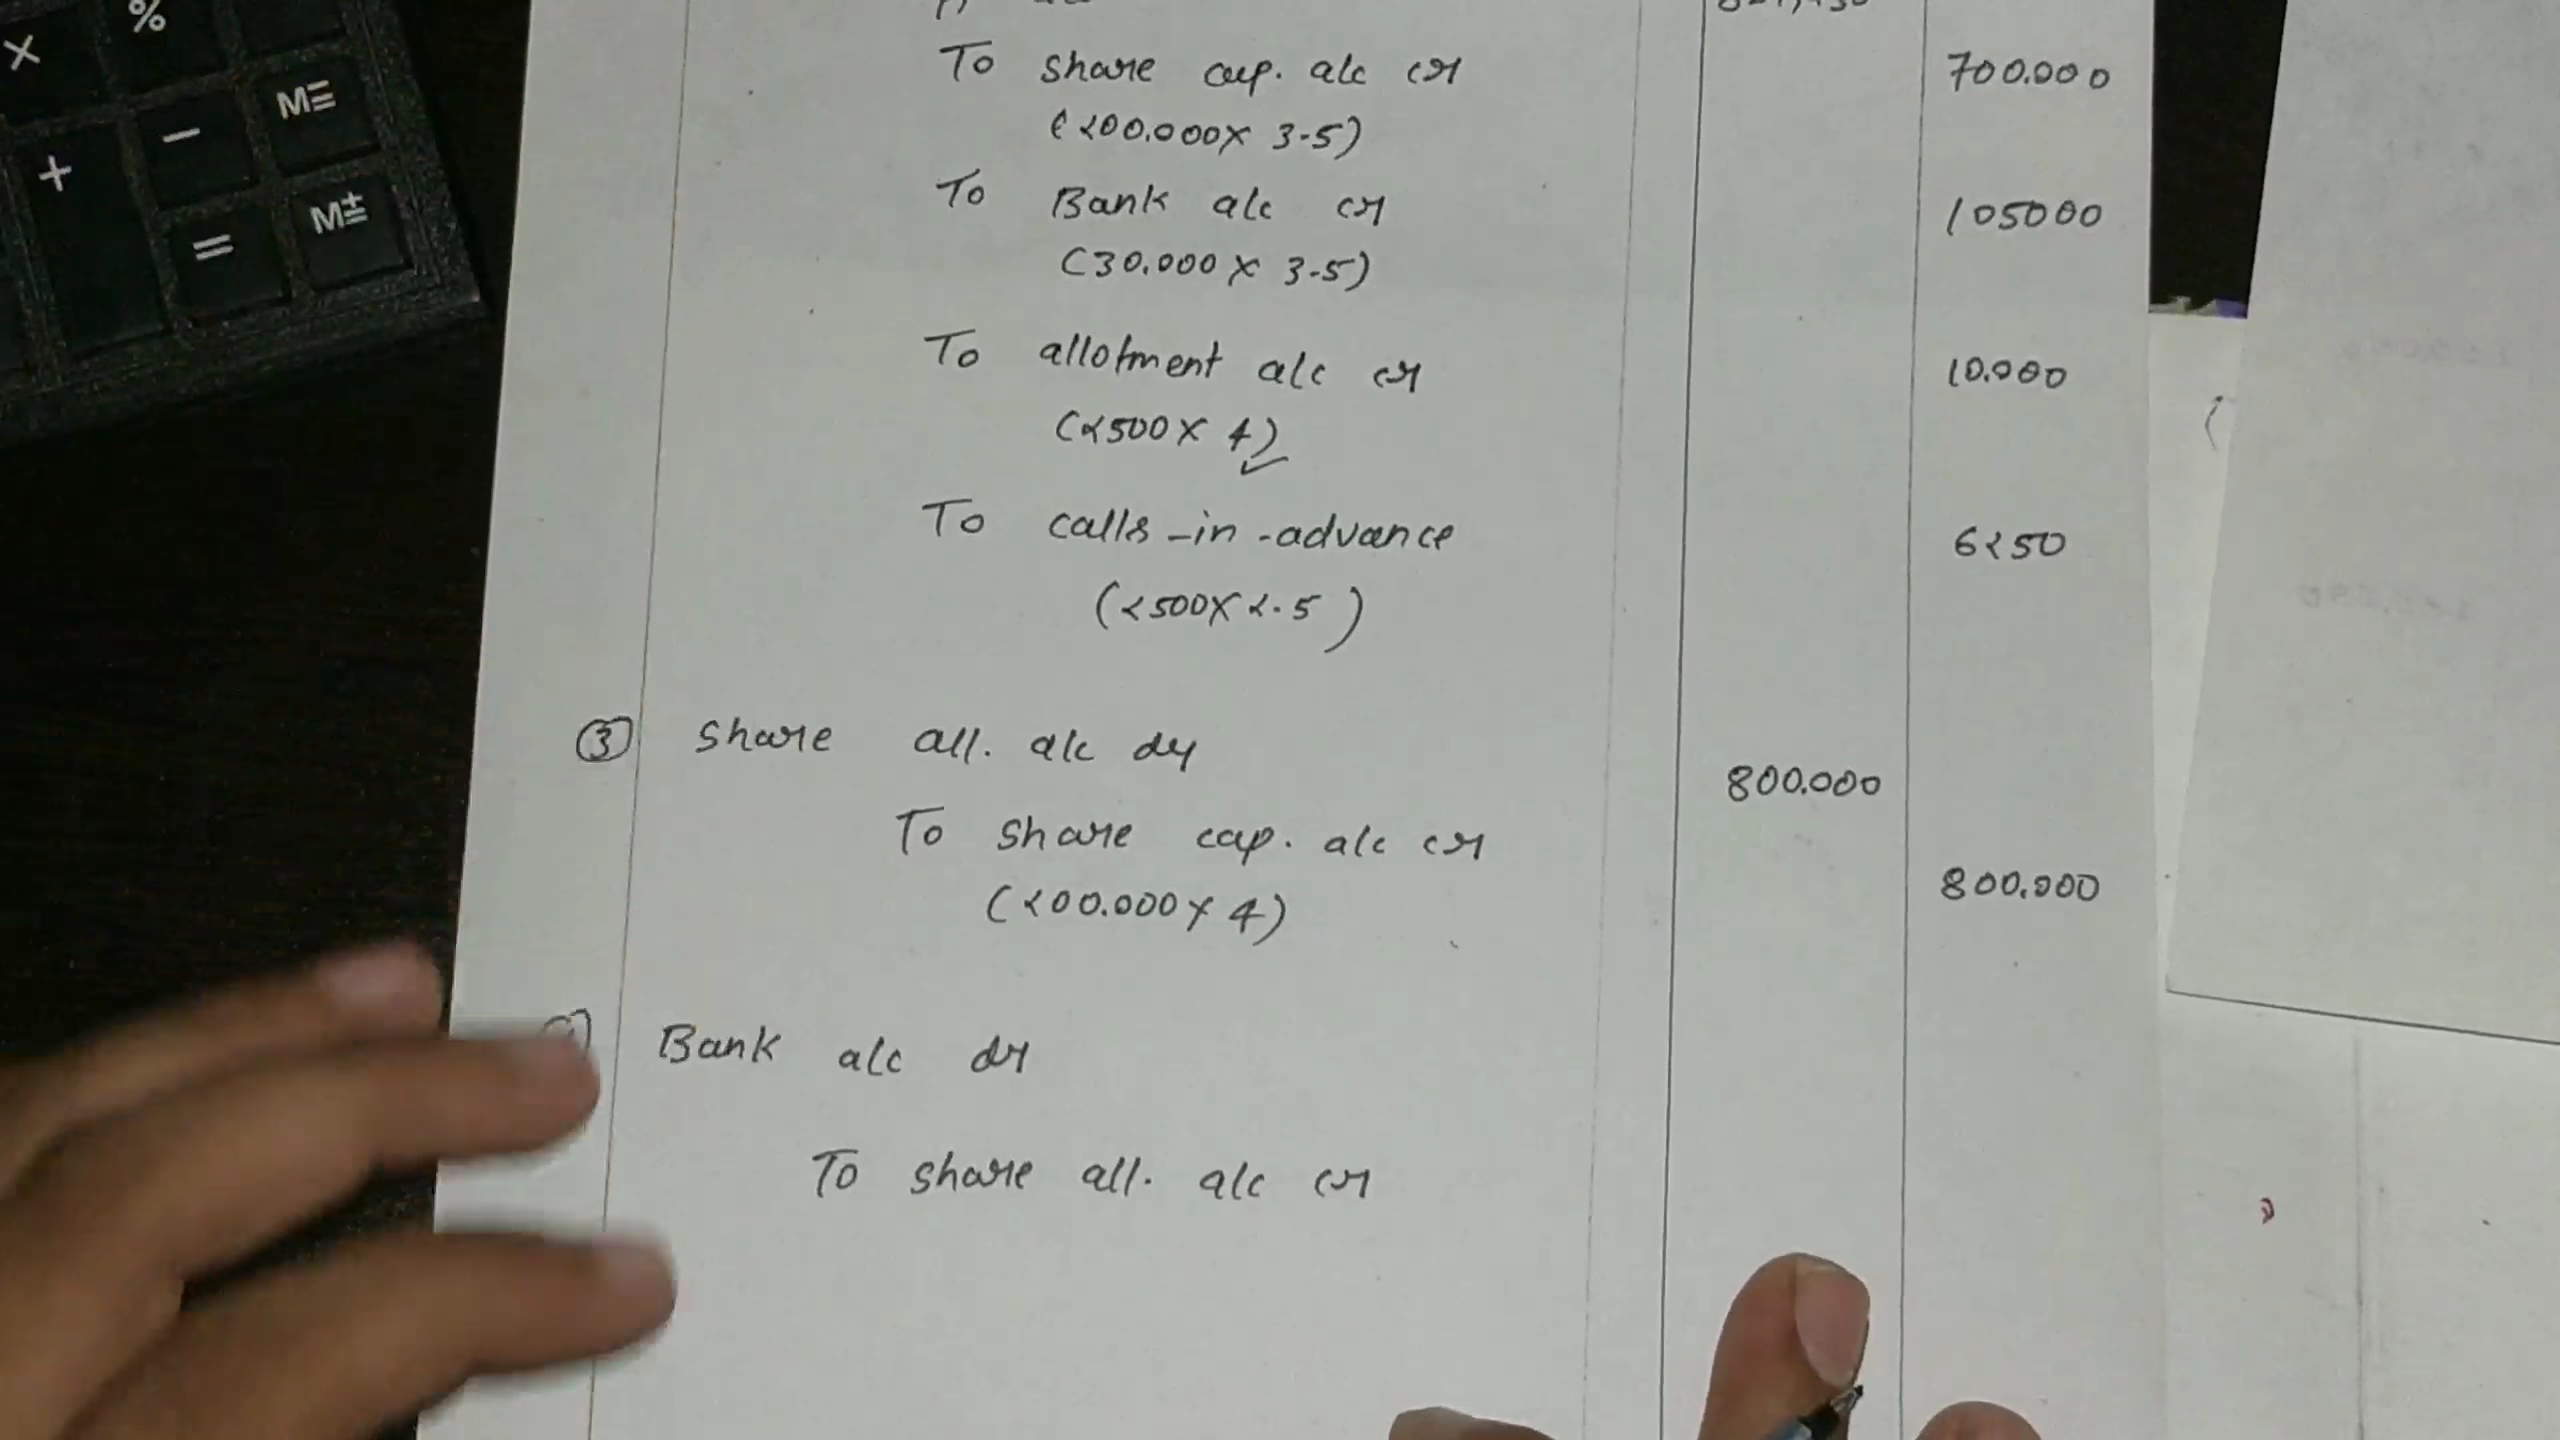 × %
+ − M=
= M±
To share cap. a/c cr 700.000
(200.000 x 3.5)
To Bank a/c cr 105000
(30.000 x 3.5)
To allotment a/c cr 10.000
(2500 x 4)
To calls-in-advance 6250
(2500 x 2.5)
3 share all. a/c dr 800.000
To share cap. a/c cr 800.000
(200.000 x 4)
Bank a/c dr
To share all. a/c cr